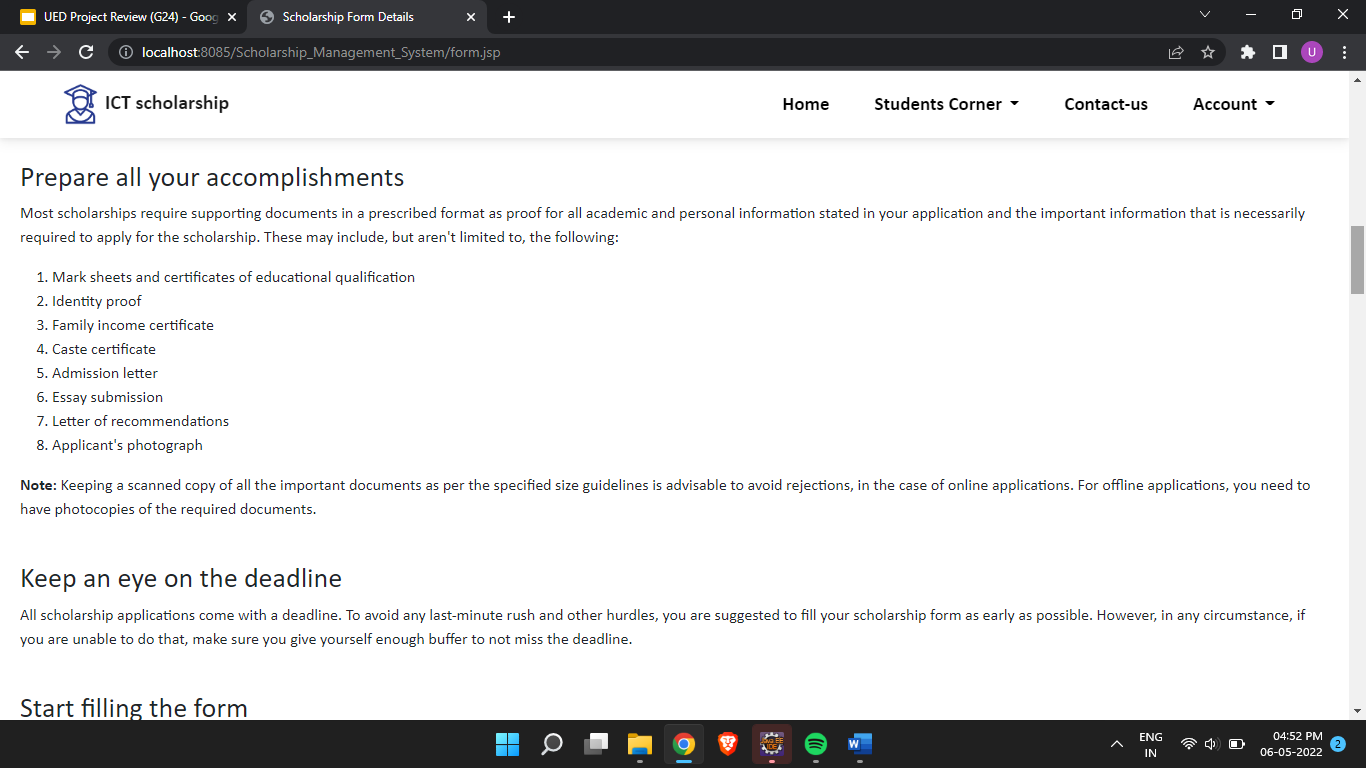 UED Project Review (G24) - Goog
Scholarship Form Details
localhost:8085/Scholarship_Management_System/form.jsp
U
ICT scholarship
Home
Students Corner
Contact-us
Account
Prepare all your accomplishments
Most scholarships require supporting documents in a prescribed format as proof for all academic and personal information stated in your application and the important information that is necessarily
required to apply for the scholarship. These may include, but aren't limited to, the following:
1. Mark sheets and certificates of educational qualification
2. Identity proof
3. Family income certificate
4. Caste certificate
5. Admission letter
6. Essay submission
7. Letter of recommendations
8. Applicant's photograph
Note: Keeping a scanned copy of all the important documents as per the specified size guidelines is advisable to avoid rejections, in the case of online applications. For offline applications, you need to
have photocopies of the required documents.
Keep an eye on the deadline
All scholarship applications come with a deadline. To avoid any last-minute rush and other hurdles, you are suggested to fill your scholarship form as early as possible. However, in any circumstance, if
you are unable to do that, make sure you give yourself enough buffer to not miss the deadline.
Start filling the form
W
ENG
IN
04:52 PM
06-05-2022
2